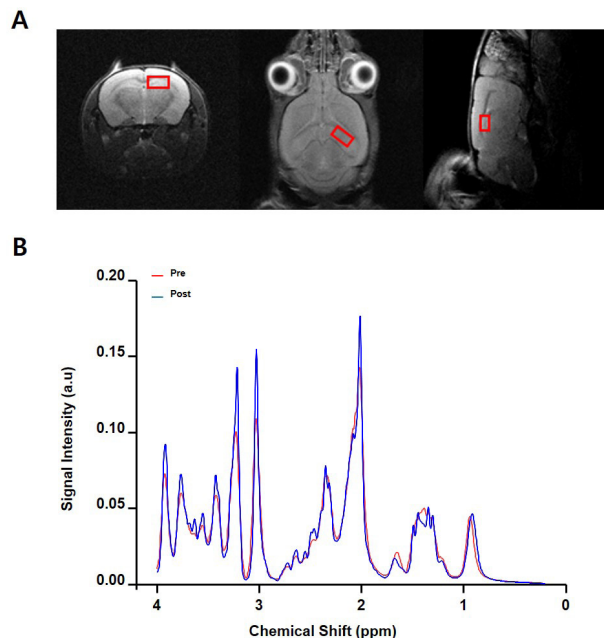 A
B
Pre
Post
0.20
0.15
0.10
0.05
0.00
Signal Intensity (a.u)
4
3
2
1
0
Chemical Shift (ppm)